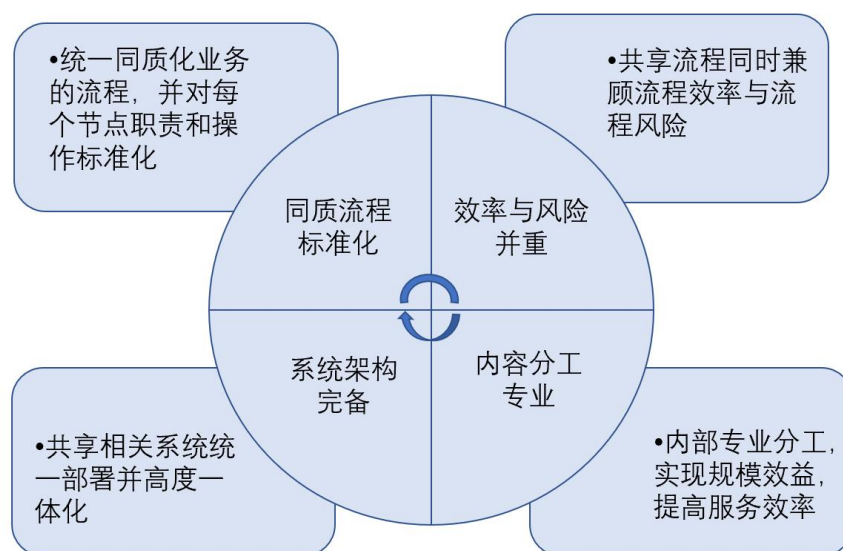 •统一同质化业务
的流程，并对每
个节点职责和操
作标准化
•共享流程同时兼
顾流程效率与流
程风险
同质流程
标准化
效率与风险
并重
系统架构
完备
内容分工
专业
•共享相关系统统
一部署并高度一
体化
•内部专业分工，
实现规模效益，
提高服务效率